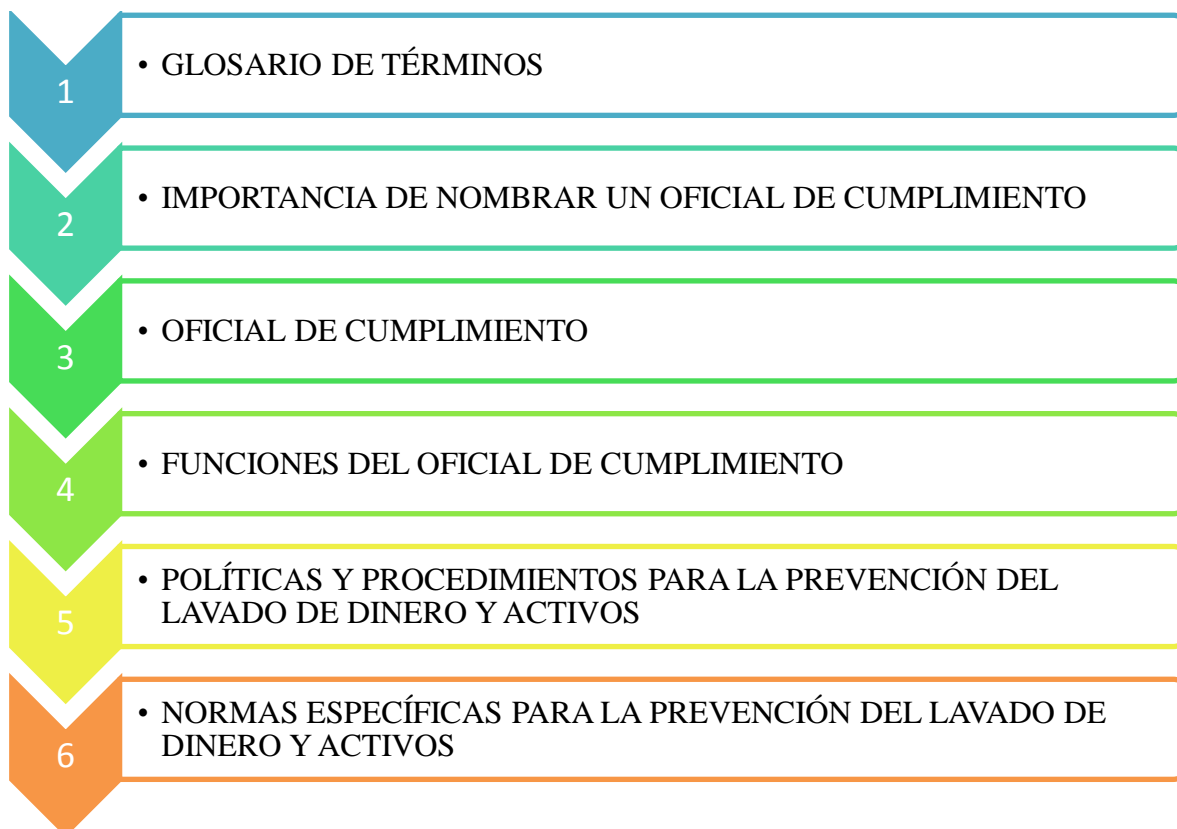 1
• GLOSARIO DE TÉRMINOS
2
• IMPORTANCIA DE NOMBRAR UN OFICIAL DE CUMPLIMIENTO
3
• OFICIAL DE CUMPLIMIENTO
4
• FUNCIONES DEL OFICIAL DE CUMPLIMIENTO
5
• POLÍTICAS Y PROCEDIMIENTOS PARA LA PREVENCIÓN DEL
LAVADO DE DINERO Y ACTIVOS
6
• NORMAS ESPECÍFICAS PARA LA PREVENCIÓN DEL LAVADO DE
DINERO Y ACTIVOS